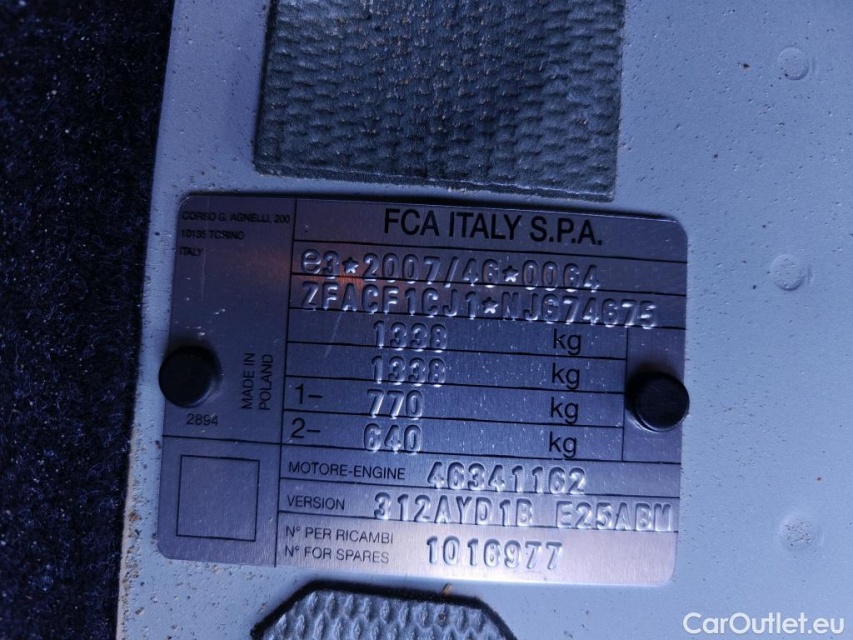 CORSO G. AGNELLI, 200
10135 TORINO
ITALY
FCA ITALY S.P.A.
e3*2007/46*0064
ZFACF1CJ1*NJG74675
1338 kg
1338 kg
1- 770 kg
2- 640 kg
MADE IN
POLAND
2894
MOTORE-ENGINE 46341162
VERSION 312AYD1B E25ABM
N° PER RICAMBI
N° FOR SPARES 1016977
CarOutlet.eu